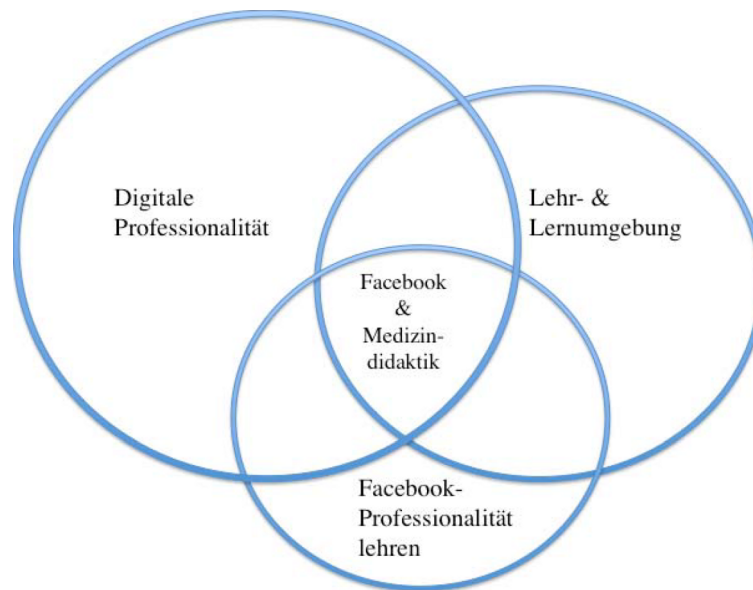 Digitale
Professionalität
Lehr- &
Lernumgebung
Facebook
&
Medizin-
didaktik
Facebook-
Professionalität
lehren